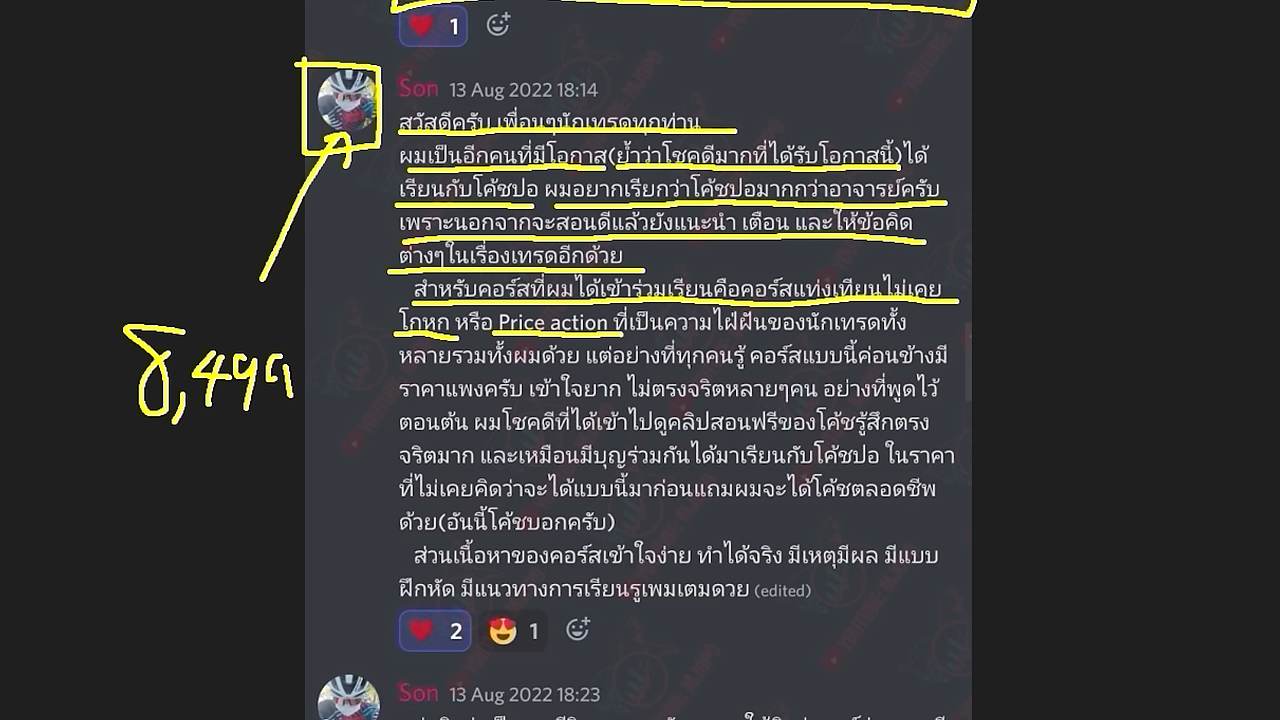 1
Son 13 Aug 2022 18:14
สวัสดีครับ เพื่อนๆนักเทรดทุกท่าน
ผมเป็นอีกคนที่มีโอกาส(ย้ำว่าโชคดีมากที่ได้รับโอกาสนี้)ได้
เรียนกับโค้ชปอ ผมอยากเรียกว่าโค้ชปอมากกว่าอาจารย์ครับ
เพราะนอกจากจะสอนดีแล้วยังแนะนำ เตือน และให้ข้อคิด
ต่างๆในเรื่องเทรดอีกด้วย
สำหรับคอร์สที่ผมได้เข้าร่วมเรียนคือคอร์สแท่งเทียนไม่เคย
โกหก หรือ Price action ที่เป็นความไฝ่ฝันของนักเทรดทั้ง
หลายรวมทั้งผมด้วย แต่อย่างที่ทุกคนรู้ คอร์สแบบนี้ค่อนข้างมี
ราคาแพงครับ เข้าใจยาก ไม่ตรงจริตหลายๆคน อย่างที่พูดไว้
ตอนต้น ผมโชคดีที่ได้เข้าไปดูคลิปสอนฟรีของโค้ชรู้สึกตรง
จริตมาก และเหมือนมีบุญร่วมกันได้มาเรียนกับโค้ชปอ ในราคา
ที่ไม่เคยคิดว่าจะได้แบบนี้มาก่อนแถมผมจะได้โค้ชตลอดชีพ
ด้วย(อันนี้โค้ชบอกครับ)
ส่วนเนื้อหาของคอร์สเข้าใจง่าย ทำได้จริง มีเหตุมีผล มีแบบ
ฝึกหัด มีแนวทางการเรียนรู้เพิ่มเติมด้วย (edited)
2 1
Son 13 Aug 2022 18:23